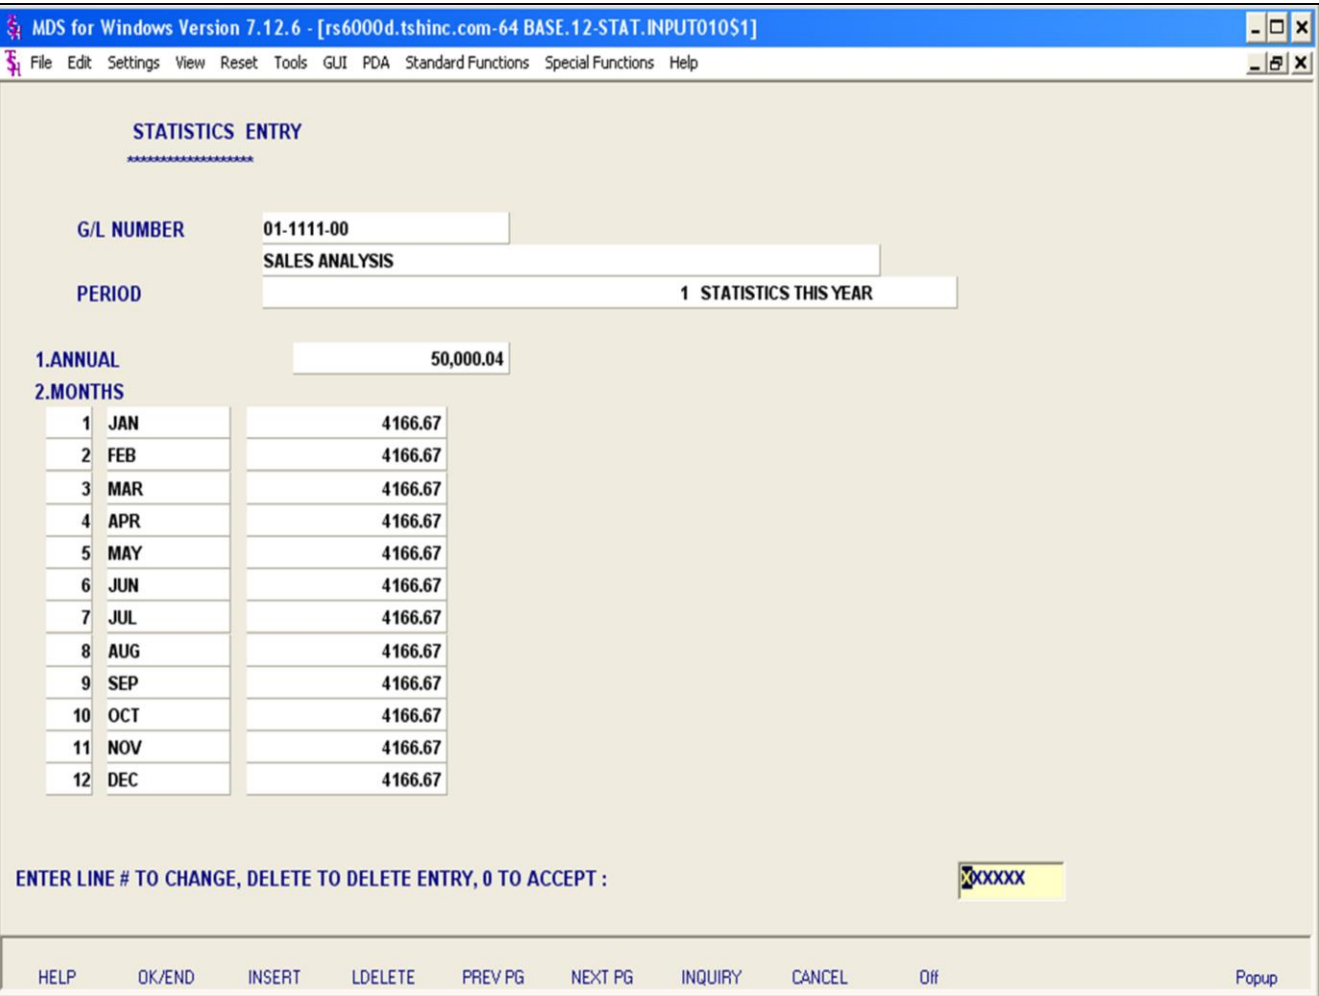 MDS for Windows Version 7.12.6 - [rs6000d.tshinc.com-64 BASE.12-STAT.INPUT010$1]
File Edit Settings View Reset Tools GUI PDA Standard Functions Special Functions Help
STATISTICS ENTRY
********************
G/L NUMBER 01-1111-00
SALES ANALYSIS
PERIOD 1 STATISTICS THIS YEAR
1.ANNUAL 50,000.04
2.MONTHS
1 JAN 4166.67
2 FEB 4166.67
3 MAR 4166.67
4 APR 4166.67
5 MAY 4166.67
6 JUN 4166.67
7 JUL 4166.67
8 AUG 4166.67
9 SEP 4166.67
10 OCT 4166.67
11 NOV 4166.67
12 DEC 4166.67
ENTER LINE # TO CHANGE, DELETE TO DELETE ENTRY, 0 TO ACCEPT : XXXXXX
HELP OK/END INSERT LDELETE PREV PG NEXT PG INQUIRY CANCEL Off Popup